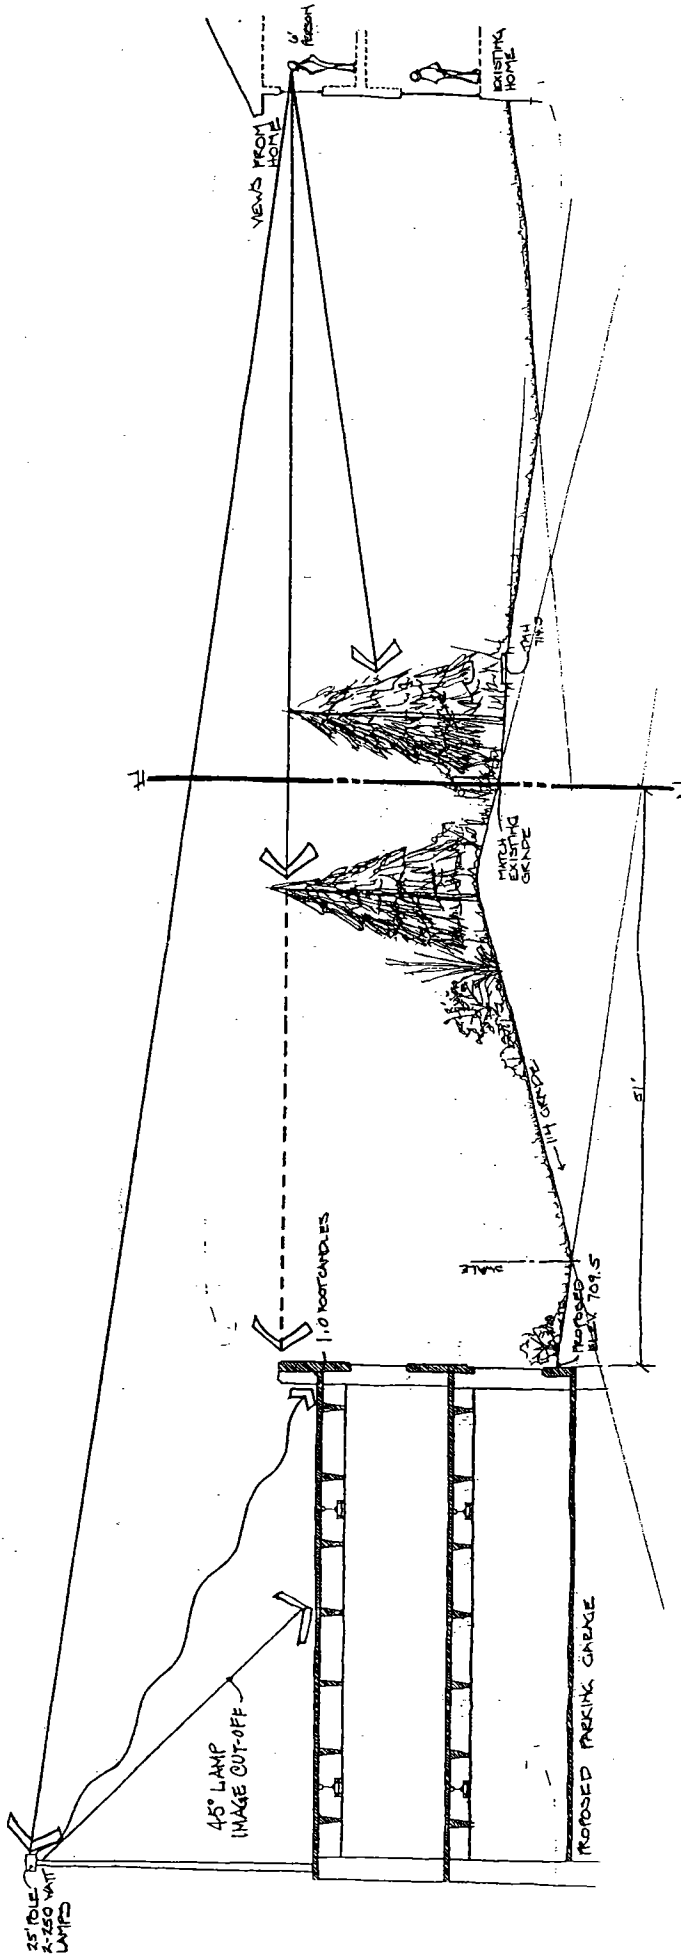 25' POLE
2-250 WATT
LAMPS
45° LAMP
IMAGE CUT-OFF
1.0 FOOTCANDLES
PROPOSED PARKING GARAGE
PROPOSED
ELEV. 709.5
1:4 GRADE
51'
MATCH
EXISTING
GRADE
VIEWS FROM
HOME
6'
PERSON
EXISTING
HOME